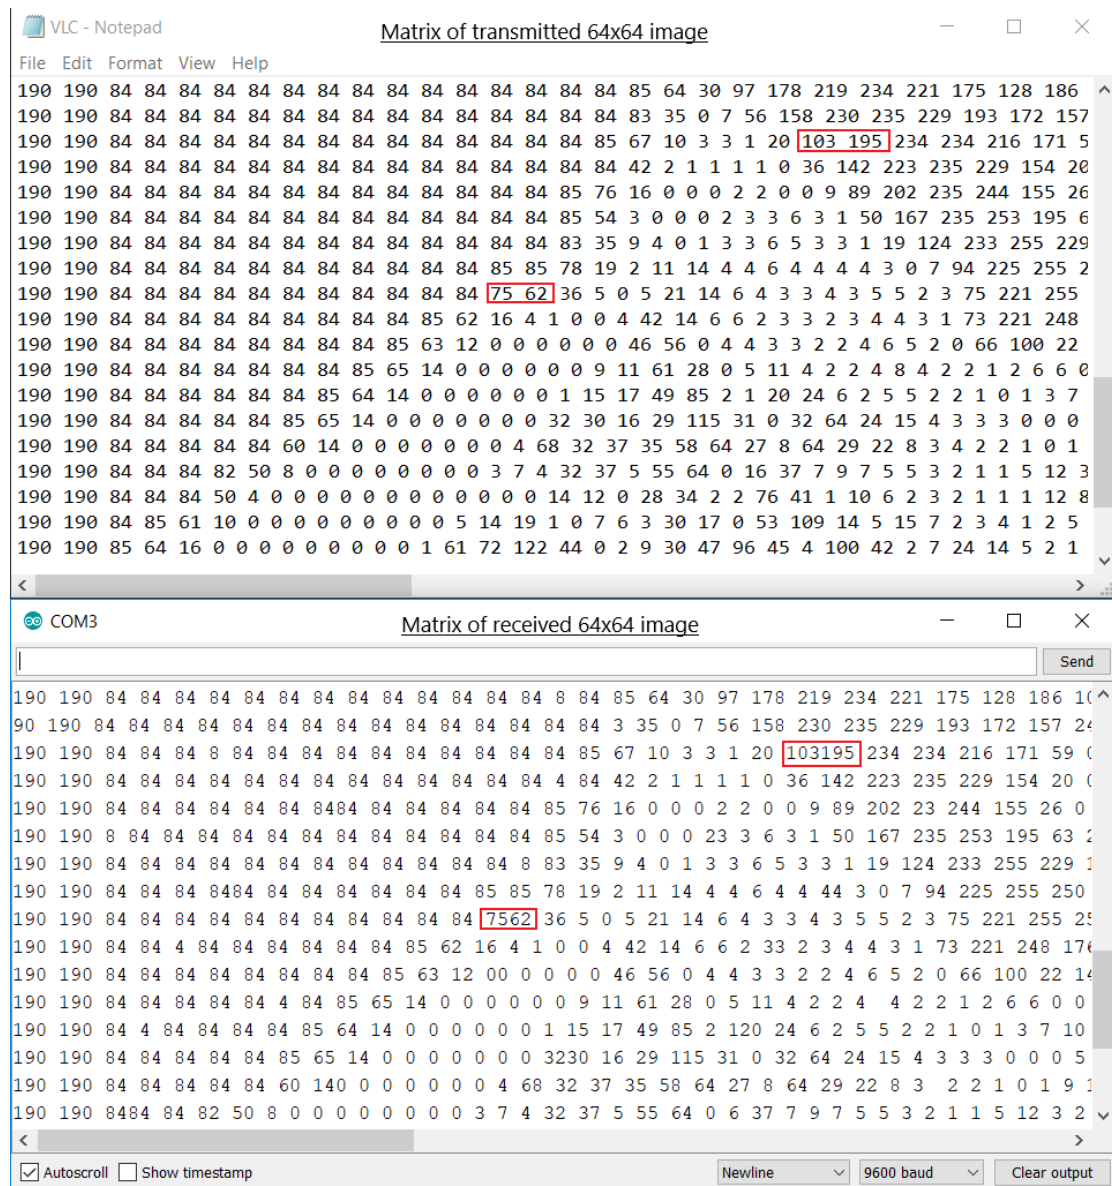 VLC - Notepad
Matrix of transmitted 64x64 image
File Edit Format View Help
190 190 84 84 84 84 84 84 84 84 84 84 84 84 84 84 84 85 64 30 97 178 219 234 221 175 128 186
190 190 84 84 84 84 84 84 84 84 84 84 84 84 84 84 84 83 35 0 7 56 158 230 235 229 193 172 157
190 190 84 84 84 84 84 84 84 84 84 84 84 84 84 84 85 67 10 3 3 1 20 103 195 234 234 216 171 5
190 190 84 84 84 84 84 84 84 84 84 84 84 84 84 84 84 42 2 1 1 1 1 0 36 142 223 235 229 154 20
190 190 84 84 84 84 84 84 84 84 84 84 84 84 84 85 76 16 0 0 0 2 2 0 0 9 89 202 235 244 155 26
190 190 84 84 84 84 84 84 84 84 84 84 84 84 84 85 54 3 0 0 0 2 3 3 6 3 1 50 167 235 253 195 6
190 190 84 84 84 84 84 84 84 84 84 84 84 84 84 83 35 9 4 0 1 3 3 6 5 3 3 1 19 124 233 255 229
190 190 84 84 84 84 84 84 84 84 84 84 84 85 85 78 19 2 11 14 4 4 6 4 4 4 4 3 0 7 94 225 255 2
190 190 84 84 84 84 84 84 84 84 84 84 84 75 62 36 5 0 5 21 14 6 4 3 3 4 3 5 5 2 3 75 221 255
190 190 84 84 84 84 84 84 84 84 84 85 62 16 4 1 0 0 4 42 14 6 6 2 3 3 2 3 4 4 3 1 73 221 248
190 190 84 84 84 84 84 84 84 84 85 63 12 0 0 0 0 0 0 46 56 0 4 4 3 3 2 2 4 6 5 2 0 66 100 22
190 190 84 84 84 84 84 84 84 85 65 14 0 0 0 0 0 0 9 11 61 28 0 5 11 4 2 2 4 8 4 2 2 1 2 6 6 0
190 190 84 84 84 84 84 84 85 64 14 0 0 0 0 0 0 1 15 17 49 85 2 1 20 24 6 2 5 5 2 2 1 0 1 3 7
190 190 84 84 84 84 84 85 65 14 0 0 0 0 0 0 0 32 30 16 29 115 31 0 32 64 24 15 4 3 3 3 0 0 0
190 190 84 84 84 84 84 60 14 0 0 0 0 0 0 0 4 68 32 37 35 58 64 27 8 64 29 22 8 3 4 2 2 1 0 1
190 190 84 84 84 82 50 8 0 0 0 0 0 0 0 0 3 7 4 32 37 5 55 64 0 16 37 7 9 7 5 5 3 2 1 1 5 12 3
190 190 84 84 84 50 4 0 0 0 0 0 0 0 0 0 0 0 14 12 0 28 34 2 2 76 41 1 10 6 2 3 2 1 1 1 12 8
190 190 84 85 61 10 0 0 0 0 0 0 0 0 0 5 14 19 1 0 7 6 3 30 17 0 53 109 14 5 15 7 2 3 4 1 2 5
190 190 85 64 16 0 0 0 0 0 0 0 0 0 1 61 72 122 44 0 2 9 30 47 96 45 4 100 42 2 7 24 14 5 2 1
COM3
Matrix of received 64x64 image
Send
190 190 84 84 84 84 84 84 84 84 84 84 84 84 84 8 84 85 64 30 97 178 219 234 221 175 128 186 10
90 190 84 84 84 84 84 84 84 84 84 84 84 84 84 84 84 3 35 0 7 56 158 230 235 229 193 172 157 24
190 190 84 84 84 8 84 84 84 84 84 84 84 84 84 84 85 67 10 3 3 1 20 103195 234 234 216 171 59 0
190 190 84 84 84 84 84 84 84 84 84 84 84 84 84 4 84 42 2 1 1 1 1 0 36 142 223 235 229 154 20 0
190 190 84 84 84 84 84 84 8484 84 84 84 84 84 85 76 16 0 0 0 2 2 0 0 9 89 202 23 244 155 26 0
190 190 8 84 84 84 84 84 84 84 84 84 84 84 84 85 54 3 0 0 0 23 3 6 3 1 50 167 235 253 195 63 2
190 190 84 84 84 84 84 84 84 84 84 84 84 84 8 83 35 9 4 0 1 3 3 6 5 3 3 1 19 124 233 255 229 1
190 190 84 84 84 8484 84 84 84 84 84 84 85 85 78 19 2 11 14 4 4 6 4 4 44 3 0 7 94 225 255 250
190 190 84 84 84 84 84 84 84 84 84 84 84 7562 36 5 0 5 21 14 6 4 3 3 4 3 5 5 2 3 75 221 255 25
190 190 84 84 4 84 84 84 84 84 84 85 62 16 4 1 0 0 4 42 14 6 6 2 33 2 3 4 4 3 1 73 221 248 176
190 190 84 84 84 84 84 84 84 84 85 63 12 00 0 0 0 0 46 56 0 4 4 3 3 2 2 4 6 5 2 0 66 100 22 14
190 190 84 84 84 84 84 4 84 85 65 14 0 0 0 0 0 0 9 11 61 28 0 5 11 4 2 2 4  4 2 2 1 2 6 6 0 0
190 190 84 4 84 84 84 84 85 64 14 0 0 0 0 0 0 1 15 17 49 85 2 120 24 6 2 5 5 2 2 1 0 1 3 7 10
190 190 84 84 84 84 84 85 65 14 0 0 0 0 0 0 0 3230 16 29 115 31 0 32 64 24 15 4 3 3 3 0 0 0 5
190 190 84 84 84 84 84 60 140 0 0 0 0 0 0 4 68 32 37 35 58 64 27 8 64 29 22 8 3  2 2 1 0 1 9 1
190 190 8484 84 82 50 8 0 0 0 0 0 0 0 0 3 7 4 32 37 5 55 64 0 6 37 7 9 7 5 5 3 2 1 1 5 12 3 2
Autoscroll Show timestamp Newline 9600 baud Clear output